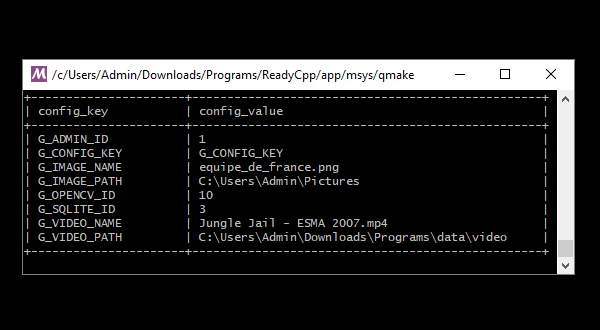 M /c/Users/Admin/Downloads/Programs/ReadyCpp/app/msys/qmake
config_key | config_value
G_ADMIN_ID | 1
G_CONFIG_KEY | G_CONFIG_KEY
G_IMAGE_NAME | equipe_de_france.png
G_IMAGE_PATH | C:\Users\Admin\Pictures
G_OPENCV_ID | 10
G_SQLITE_ID | 3
G_VIDEO_NAME | Jungle Jail - ESMA 2007.mp4
G_VIDEO_PATH | C:\Users\Admin\Downloads\Programs\data\video